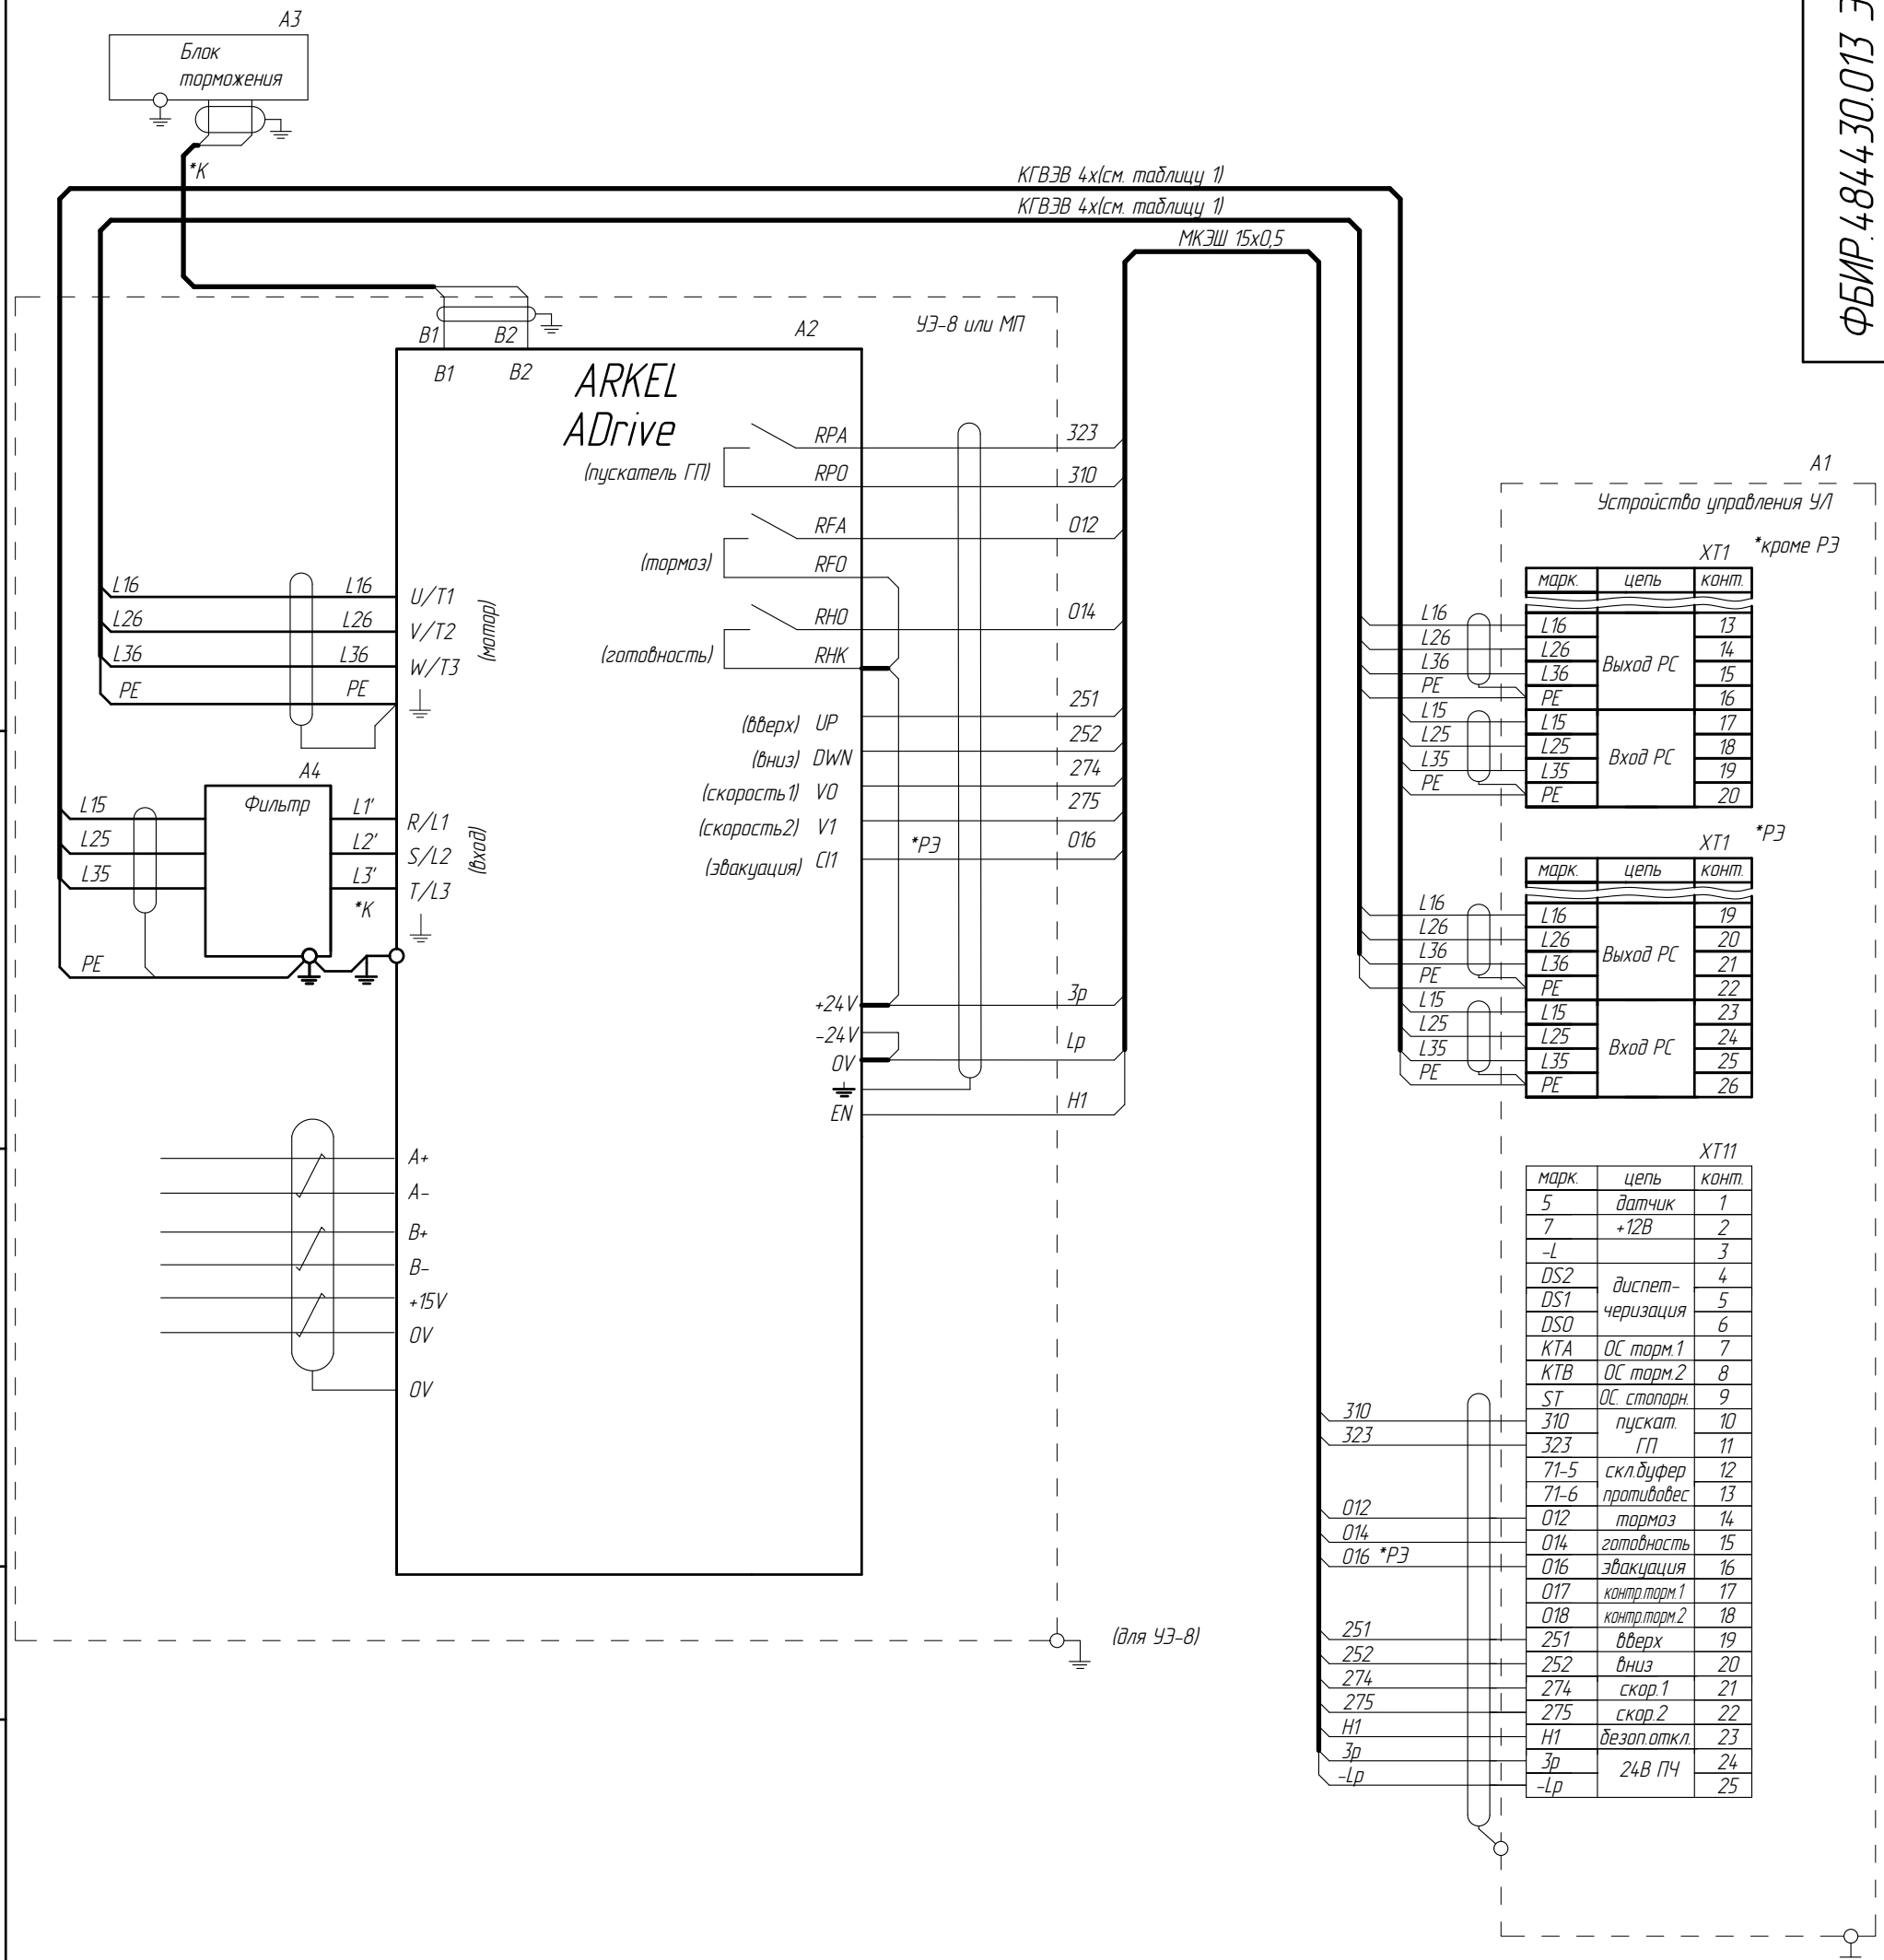 А3
Блок
торможения
*К
КГВЭВ 4х(см. таблицу 1)
КГВЭВ 4х(см. таблицу 1)
МКЭШ 15х0,5
ФБИР.484430.013 Э
B1 B2 A2 УЭ-8 или МП
B1 B2
ARKEL
ADrive
(пускатель ГП)
RPA 323
RPO 310
RFA 012
(тормоз) RFO
RHO 014
(готовность) RHK
L16 L16 U/T1
L26 L26 V/T2
L36 L36 W/T3
PE PE
(мотор)
(вверх) UP 251
(вниз) DWN 252
(скорость1) V0 274
(скорость2) V1 275
(эвакуация) CI1 *РЭ 016
А4
Фильтр
L15 L1' R/L1
L25 L2' S/L2
L35 L3' T/L3
*К
(вход)
PE
+24V 3р
-24V
0V Lр
EN H1
A+
A-
B+
B-
+15V
0V
0V
(для УЭ-8)
А1
Устройство управления УЛ
XT1 *кроме РЭ
марк. цепь конт.
L16 L16 13
L26 L26 14
L36 L36 15
PE PE 16
Выход РС
L15 L15 17
L25 L25 18
L35 L35 19
PE PE 20
Вход РС
XT1 *РЭ
марк. цепь конт.
L16 L16 19
L26 L26 20
L36 L36 21
PE PE 22
Выход РС
L15 L15 23
L25 L25 24
L35 L35 25
PE PE 26
Вход РС
XT11
марк. цепь конт.
5 датчик 1
7 +12В 2
-L 3
DS2 4
DS1 5
DS0 6
диспет-
черизация
КТА ОС торм.1 7
КТВ ОС торм.2 8
ST ОС. стопорн. 9
310 310 пускат. 10
323 323 ГП 11
71-5 скл.буфер 12
71-6 противовес 13
012 012 тормоз 14
014 014 готовность 15
016 *РЭ 016 эвакуация 16
017 контр.торм.1 17
018 контр.торм.2 18
251 251 вверх 19
252 252 вниз 20
274 274 скор.1 21
275 275 скор.2 22
H1 H1 безоп.откл. 23
3р 3р 24В ПЧ 24
-Lр -Lр 25